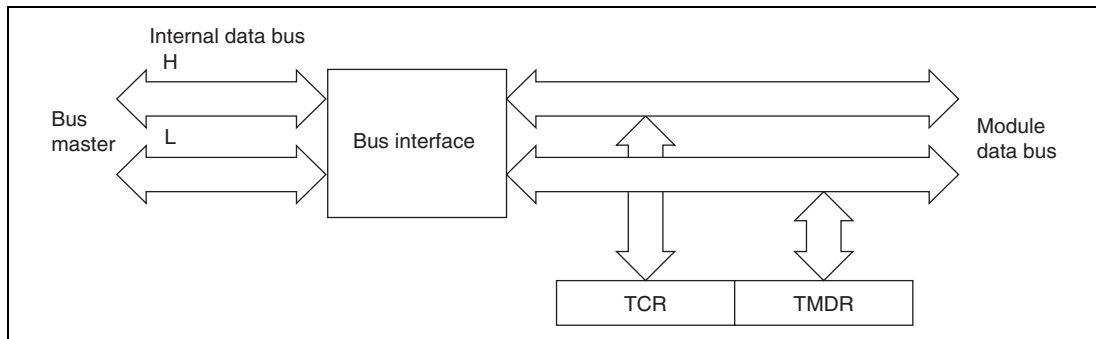 Internal data bus
H
L
Bus
master
Bus interface
Module
data bus
TCR
TMDR